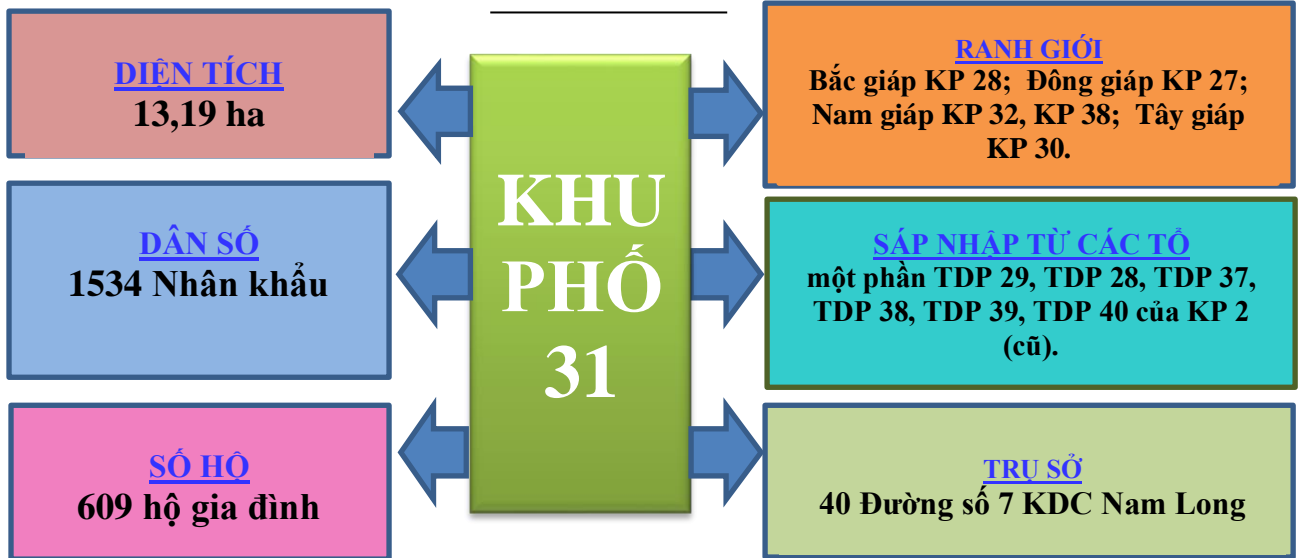 DIỆN TÍCH
13,19 ha
DÂN SỐ
1534 Nhân khẩu
SỐ HỘ
609 hộ gia đình
KHU
PHỐ
31
RANH GIỚI
Bắc giáp KP 28; Đông giáp KP 27;
Nam giáp KP 32, KP 38; Tây giáp
KP 30.
SÁP NHẬP TỪ CÁC TỔ
một phần TDP 29, TDP 28, TDP 37,
TDP 38, TDP 39, TDP 40 của KP 2
(cũ).
TRỤ SỞ
40 Đường số 7 KDC Nam Long